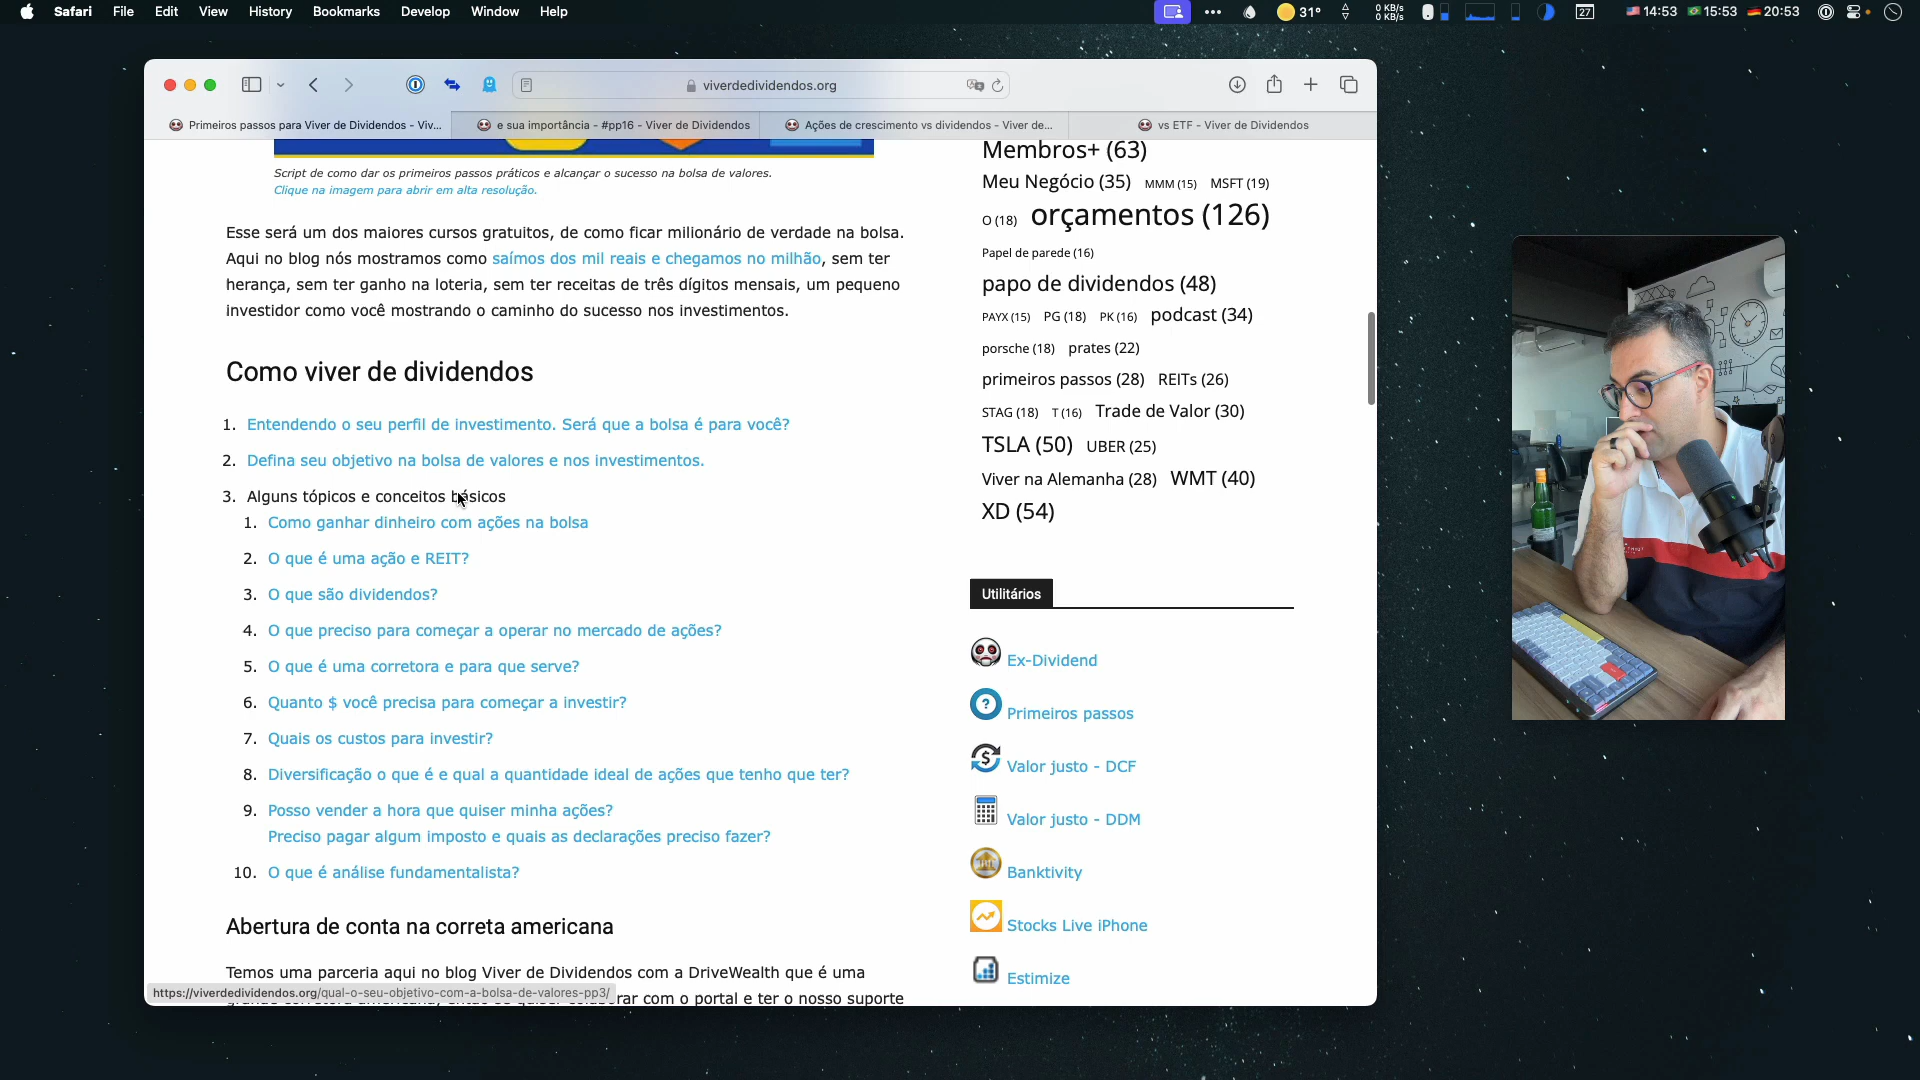 Safari File Edit View History Bookmarks Develop Window Help
31° 0 KB/s 0 KB/s 27 14:53 15:53 20:53
viverdedividendos.org
Primeiros passos para Viver de Dividendos - Viv...
e sua importância - #pp16 - Viver de Dividendos
Ações de crescimento vs dividendos - Viver de...
vs ETF - Viver de Dividendos
Script de como dar os primeiros passos práticos e alcançar o sucesso na bolsa de valores.
Clique na imagem para abrir em alta resolução.
Esse será um dos maiores cursos gratuitos, de como ficar milionário de verdade na bolsa.
Aqui no blog nós mostramos como saímos dos mil reais e chegamos no milhão, sem ter
herança, sem ter ganho na loteria, sem ter receitas de três dígitos mensais, um pequeno
investidor como você mostrando o caminho do sucesso nos investimentos.
Como viver de dividendos
1. Entendendo o seu perfil de investimento. Será que a bolsa é para você?
2. Defina seu objetivo na bolsa de valores e nos investimentos.
3. Alguns tópicos e conceitos básicos
1. Como ganhar dinheiro com ações na bolsa
2. O que é uma ação e REIT?
3. O que são dividendos?
4. O que preciso para começar a operar no mercado de ações?
5. O que é uma corretora e para que serve?
6. Quanto $ você precisa para começar a investir?
7. Quais os custos para investir?
8. Diversificação o que é e qual a quantidade ideal de ações que tenho que ter?
9. Posso vender a hora que quiser minha ações?
Preciso pagar algum imposto e quais as declarações preciso fazer?
10. O que é análise fundamentalista?
Abertura de conta na correta americana
Temos uma parceria aqui no blog Viver de Dividendos com a DriveWealth que é uma
rar com o portal e ter o nosso suporte
https://viverdedividendos.org/qual-o-seu-objetivo-com-a-bolsa-de-valores-pp3/
Membros+ (63)
Meu Negócio (35) MMM (15) MSFT (19)
O (18) orçamentos (126)
Papel de parede (16)
papo de dividendos (48)
PAYX (15) PG (18) PK (16) podcast (34)
porsche (18) prates (22)
primeiros passos (28) REITs (26)
STAG (18) T (16) Trade de Valor (30)
TSLA (50) UBER (25)
Viver na Alemanha (28) WMT (40)
XD (54)
Utilitários
Ex-Dividend
Primeiros passos
Valor justo - DCF
Valor justo - DDM
Banktivity
Stocks Live iPhone
Estimize